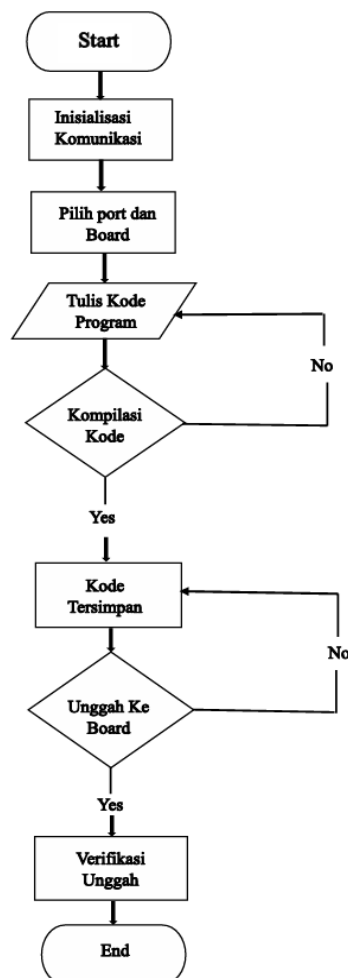 Start
Inisialisasi
Komunikasi
Pilih port dan
Board
Tulis Kode
Program
No
Kompilasi
Kode
Yes
Kode
Tersimpan
No
Unggah Ke
Board
Yes
Verifikasi
Unggah
End